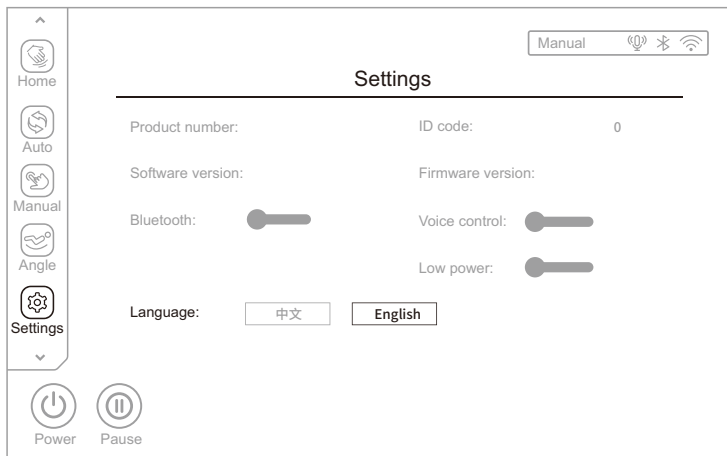 Manual
Home
Settings
Auto
Product number:
ID code: 0
Software version:
Firmware version:
Manual
Bluetooth:
Voice control:
Angle
Low power:
Language: 中文 English
Settings
Power
Pause